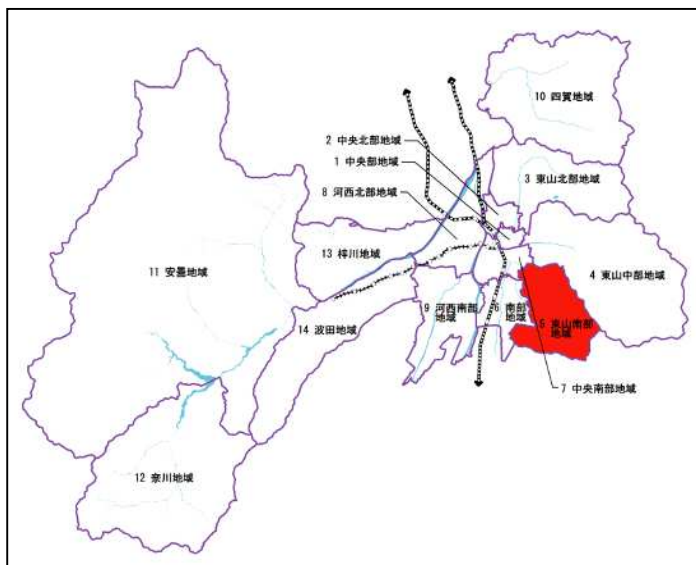 10 四賀地域
2 中央北部地域
1 中央部地域
3 東山北部地域
8 河西北部地域
13 梓川地域
11 安曇地域
4 東山中部地域
9 河西南部
地域
6 南部
地域
5 東山南部
地域
14 波田地域
7 中央南部地域
12 奈川地域